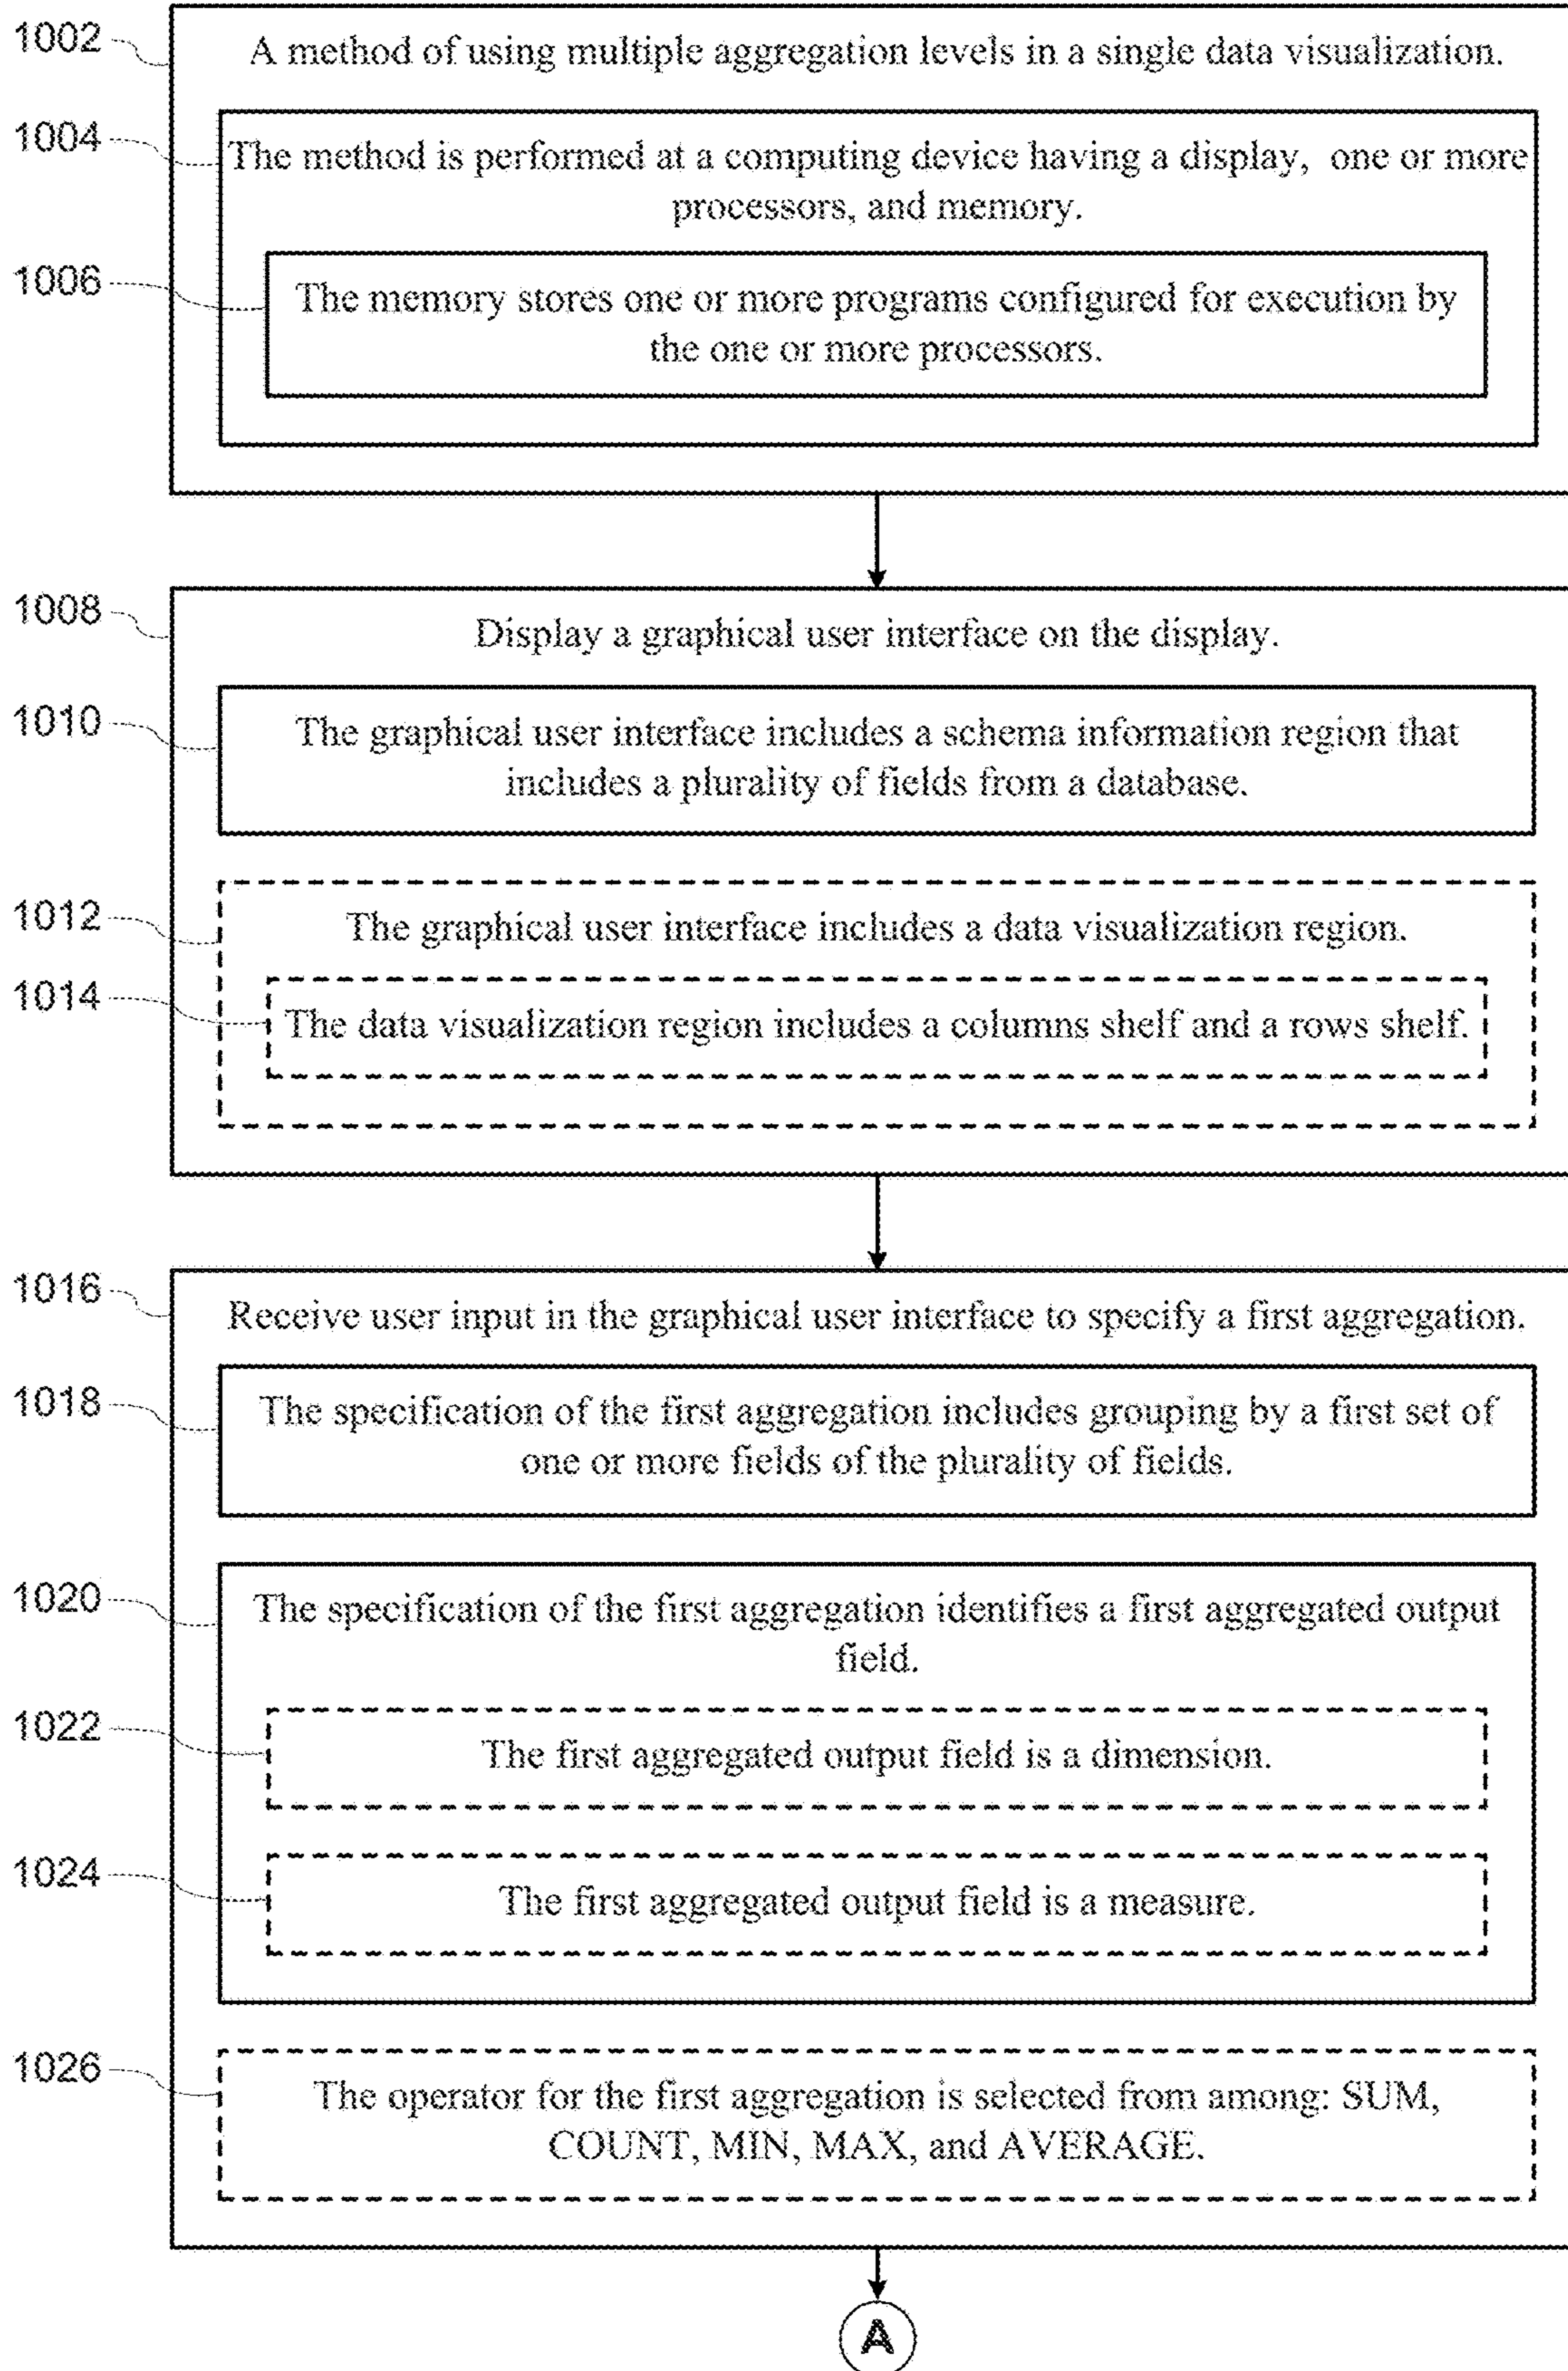 1002
A method of using multiple aggregation levels in a single data visualization.
1004
The method is performed at a computing device having a display, one or more
processors, and memory.
1006
The memory stores one or more programs configured for execution by
the one or more processors.
1008
Display a graphical user interface on the display.
1010
The graphical user interface includes a schema information region that
includes a plurality of fields from a database.
1012
The graphical user interface includes a data visualization region.
1014
The data visualization region includes a columns shelf and a rows shelf.
1016
Receive user input in the graphical user interface to specify a first aggregation.
1018
The specification of the first aggregation includes grouping by a first set of
one or more fields of the plurality of fields.
1020
The specification of the first aggregation identifies a first aggregated output
field.
1022
The first aggregated output field is a dimension.
1024
The first aggregated output field is a measure.
1026
The operator for the first aggregation is selected from among: SUM,
COUNT, MIN, MAX, and AVERAGE.
A